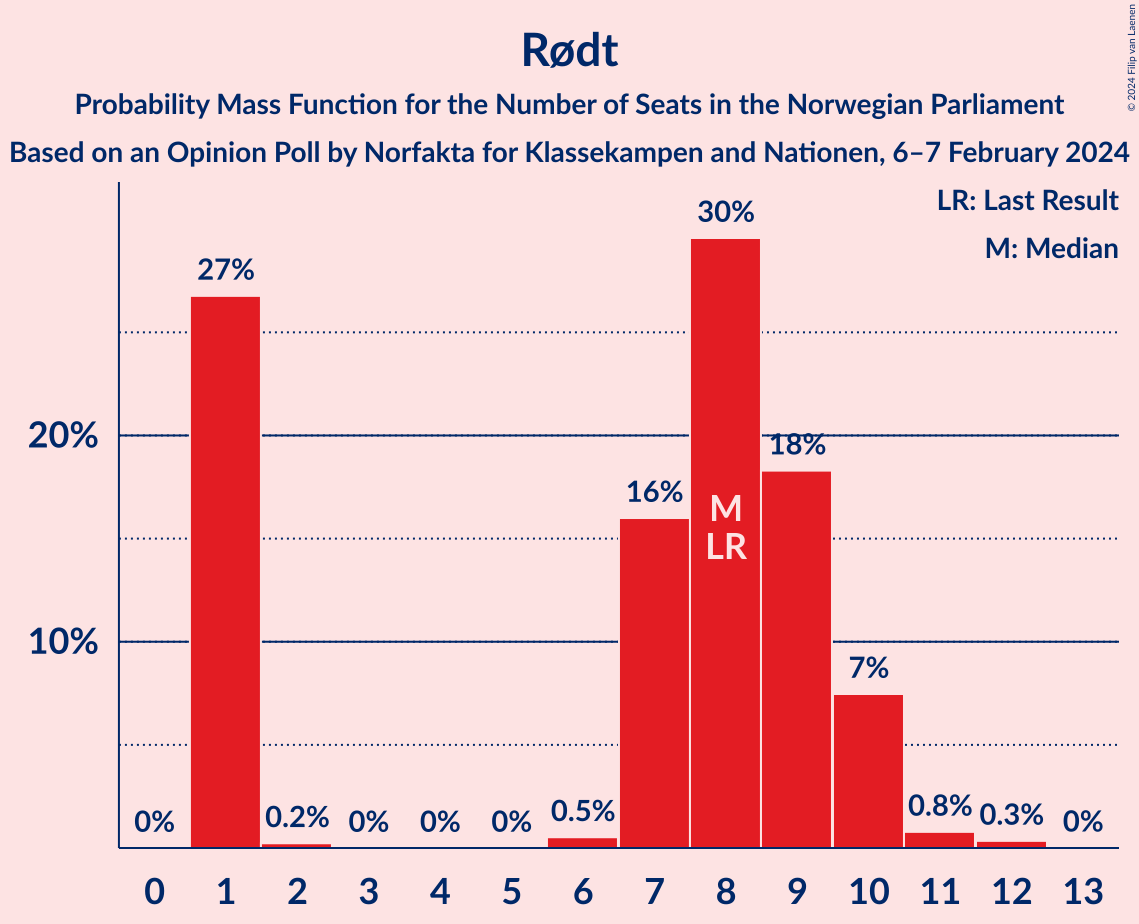 Rødt
Probability Mass Function for the Number of Seats in the Norwegian Parliament
Based on an Opinion Poll by Norfakta for Klassekampen and Nationen, 6–7 February 2024
© 2024 Filip van Laenen
LR: Last Result
M: Median
20%
10%
0%
27%
0.2%
0%
0%
0%
0.5%
16%
30%
M
LR
18%
7%
0.8%
0.3%
0%
0 1 2 3 4 5 6 7 8 9 10 11 12 13